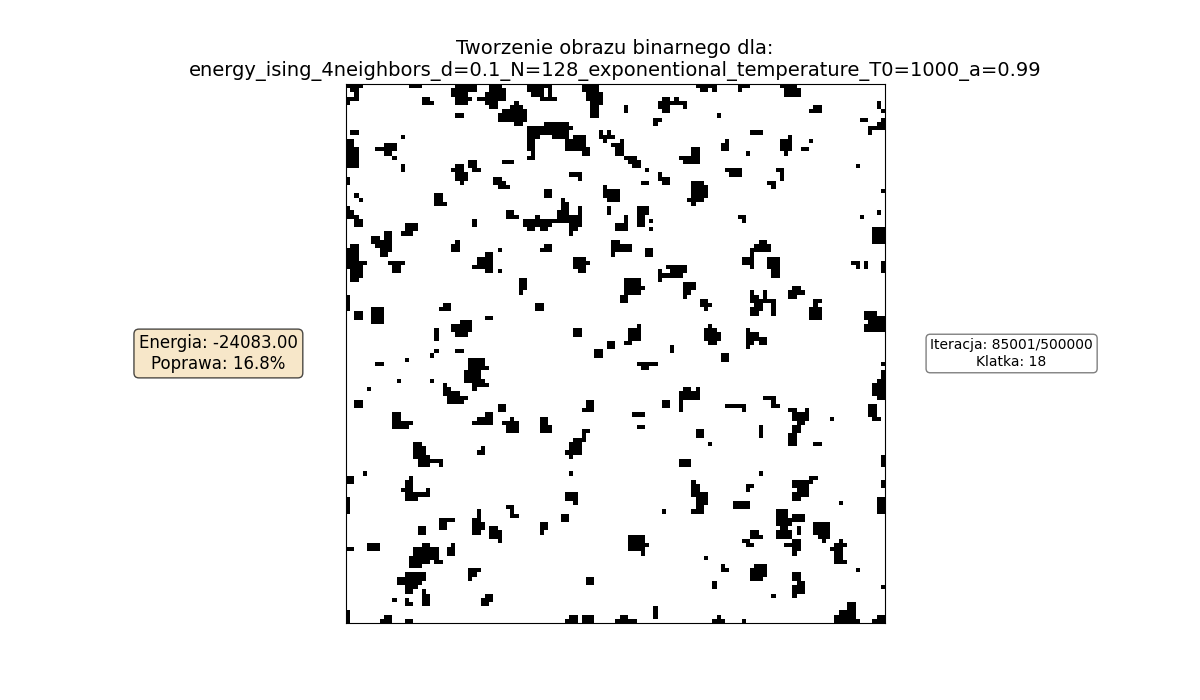 Tworzenie obrazu binarnego dla:
energy_ising_4neighbors_d=0.1_N=128_exponentional_temperature_T0=1000_a=0.99
Energia: -24083.00
Poprawa: 16.8%
Iteracja: 85001/500000
Klatka: 18